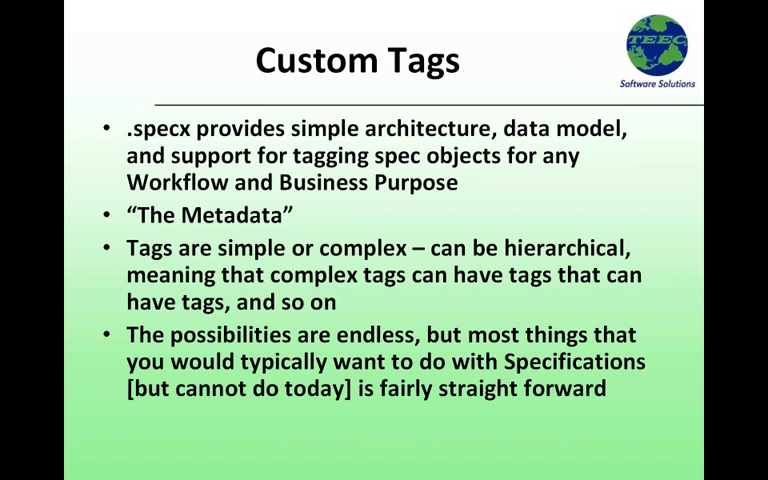 Custom Tags
TEEC
Software Solutions
• .specx provides simple architecture, data model,
and support for tagging spec objects for any
Workflow and Business Purpose
• “The Metadata”
• Tags are simple or complex – can be hierarchical,
meaning that complex tags can have tags that can
have tags, and so on
• The possibilities are endless, but most things that
you would typically want to do with Specifications
[but cannot do today] is fairly straight forward